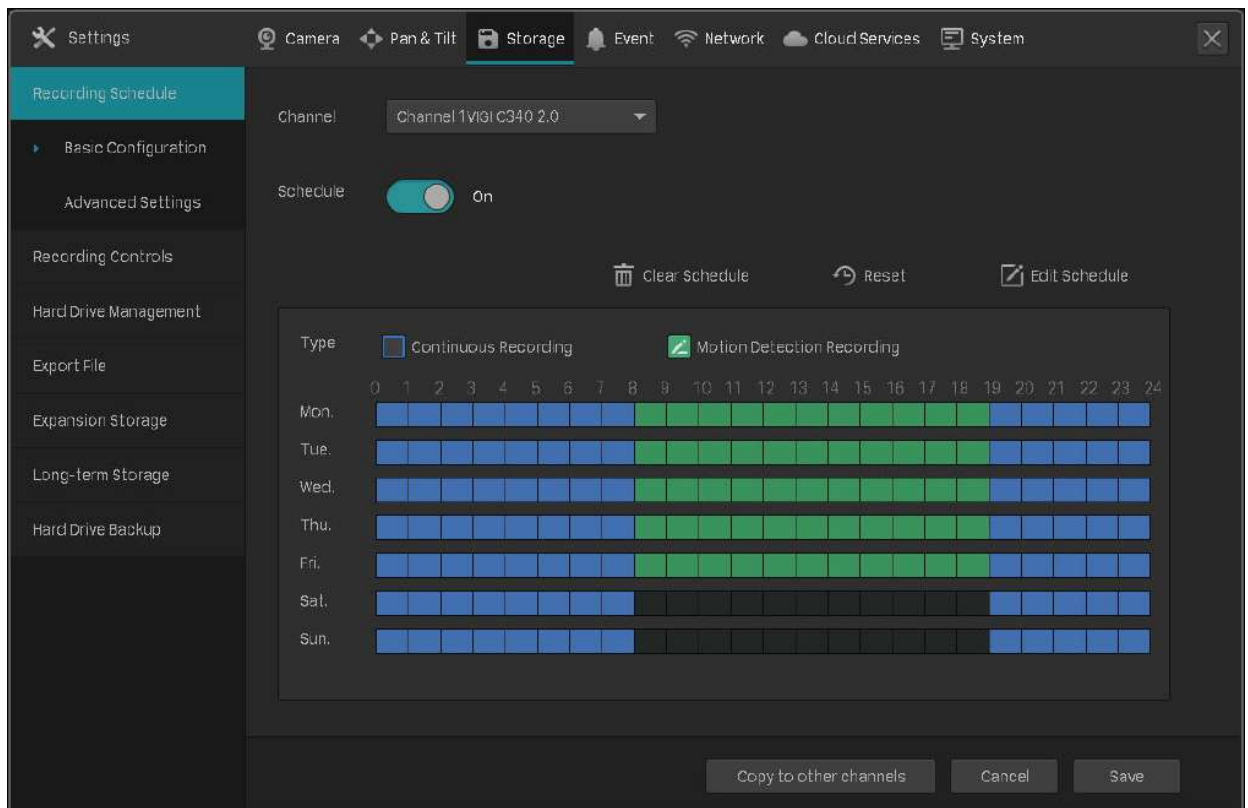 Settings Camera Pan & Tilt Storage Event Network Cloud Services System
Recording Schedule
Basic Configuration
Advanced Settings
Recording Controls
Hard Drive Management
Export File
Expansion Storage
Long-term Storage
Hard Drive Backup
Channel Channel 1 VIGI C340 2.0
Schedule On
Clear Schedule Reset Edit Schedule
Type Continuous Recording Motion Detection Recording
0 1 2 3 4 5 6 7 8 9 10 11 12 13 14 15 16 17 18 19 20 21 22 23 24
Mon.
Tue.
Wed.
Thu.
Fri.
Sat.
Sun.
Copy to other channels Cancel Save